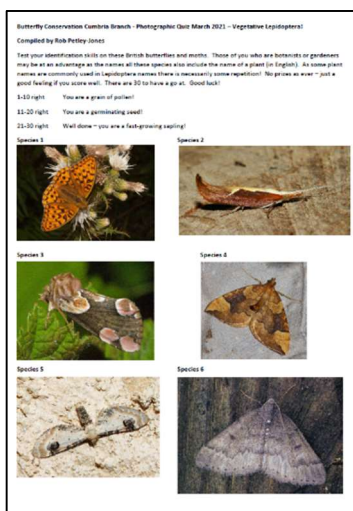 Butterfly Conservation Cumbria Branch - Photographic Quiz March 2021 – Vegetative Lepidoptera!
Compiled by Rob Petley-Jones
Test your identification skills on these British butterflies and moths. Those of you who are botanists or gardeners
may be at an advantage as the names all these species also include the name of a plant (in English). As some plant
names are commonly used in Lepidoptera names there is necessarily some repetition! No prizes as ever – just a
good feeling if you score well. There are 30 to have a go at. Good luck!
1-10 right You are a grain of pollen!
11-20 right You are a germinating seed!
21-30 right Well done – you are a fast-growing sapling!
Species 1 Species 2
Species 3 Species 4
Species 5 Species 6